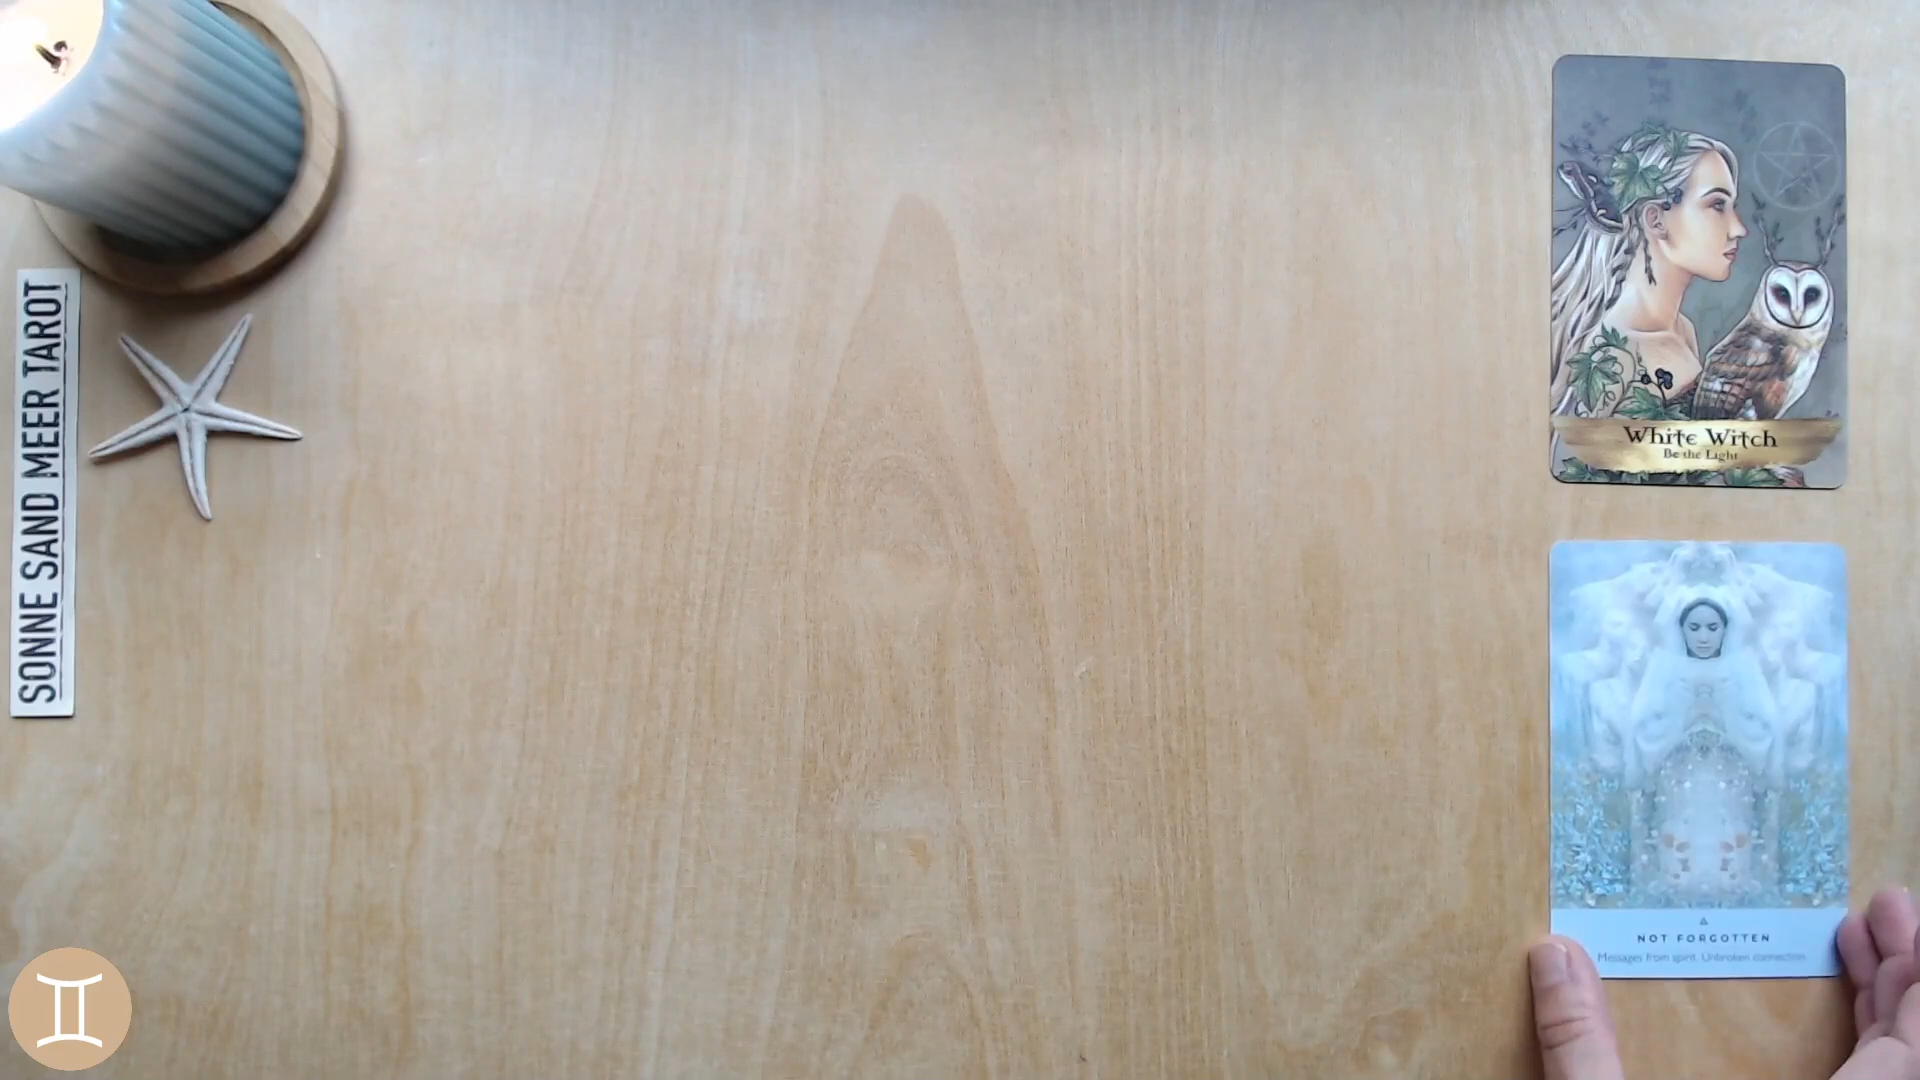 SONNE SAND MEER TAROT
White Witch
Be the Light
NOT FORGOTTEN
Messages from spirit. Unbroken connection.